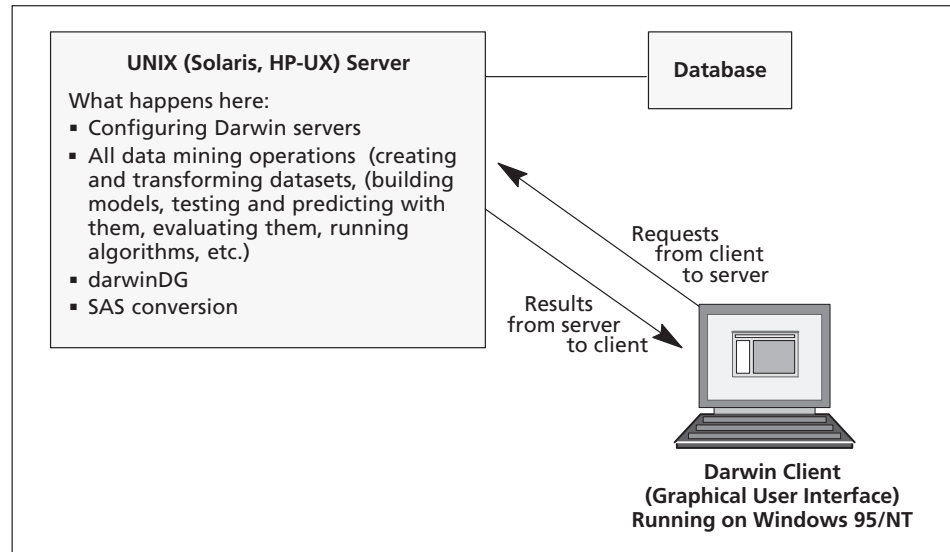 UNIX (Solaris, HP-UX) Server
What happens here:
▪ Configuring Darwin servers
▪ All data mining operations (creating
and transforming datasets, (building
models, testing and predicting with
them, evaluating them, running
algorithms, etc.)
▪ darwinDG
▪ SAS conversion
Database
Requests
from client
to server
Results
from server
to client
Darwin Client
(Graphical User Interface)
Running on Windows 95/NT